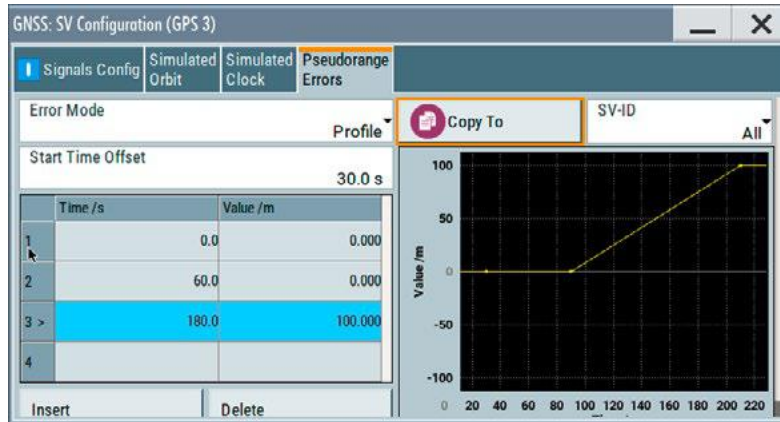 GNSS: SV Configuration (GPS 3)
Signals Config
Simulated Orbit
Simulated Clock
Pseudorange Errors
Error Mode
Profile
Copy To
SV-ID
All
Start Time Offset
30.0 s
Time /s Value /m
1 0.0 0.000
2 60.0 0.000
3 > 180.0 100.000
4
Insert Delete
Value /m
100
50
0
-50
-100
0 20 40 60 80 100 120 140 160 180 200 220